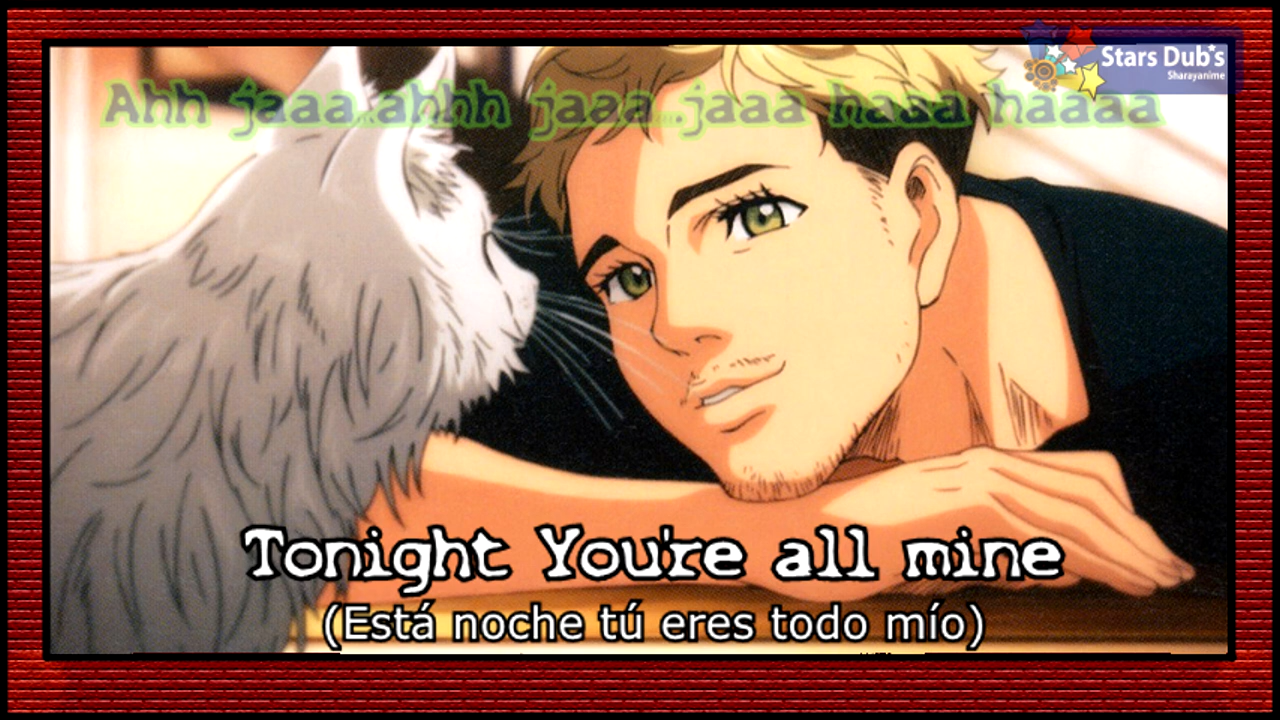 Stars Dub's
Sharayanime
Ahh jaaa...ahhh jaaa....jaaa haaa haaaa
Tonight You're all mine
(Está noche tú eres todo mío)